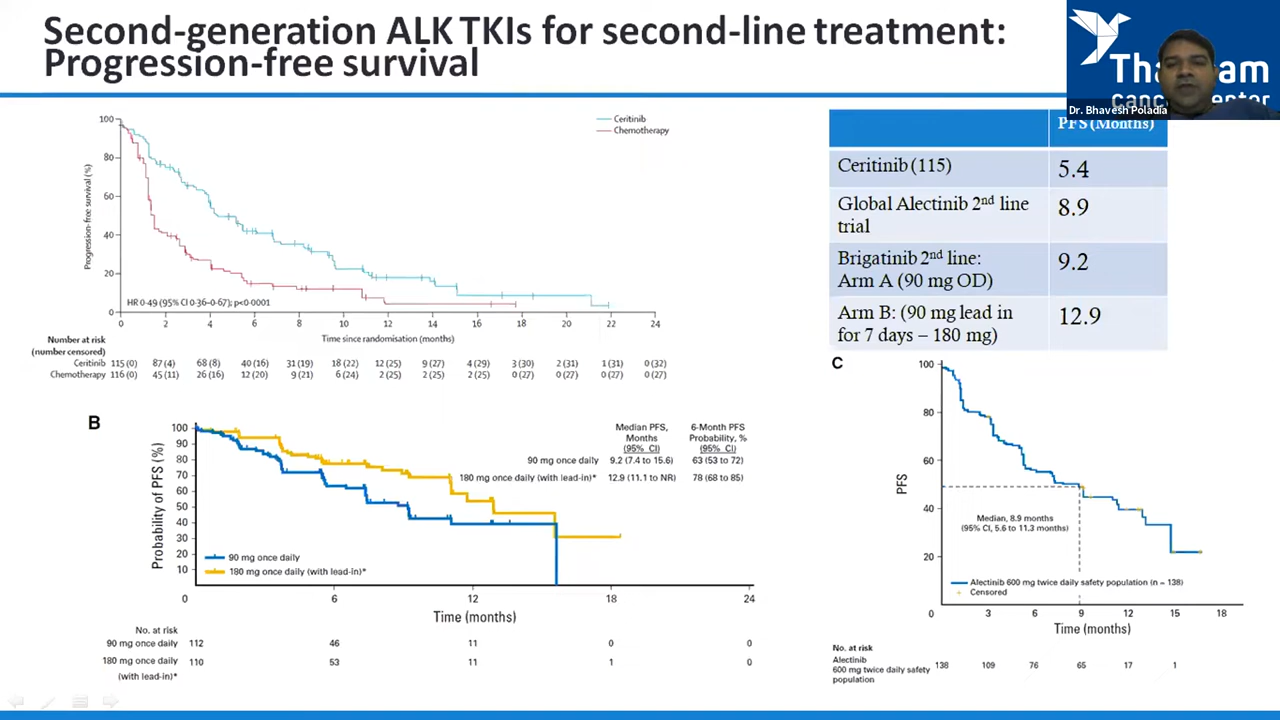 Second-generation ALK TKIs for second-line treatment:
Progression-free survival
Dr. Bhavesh Poladia
100
80
60
40
20
0
Progression-free survival (%)
Ceritinib
Chemotherapy
HR 0·49 (95% CI 0·36–0·67); p<0·0001
0 2 4 6 8 10 12 14 16 18 20 22 24
Time since randomisation (months)
Number at risk
(number censored)
Ceritinib 115 (0) 87 (4) 68 (8) 40 (16) 31 (19) 18 (22) 12 (25) 9 (27) 4 (29) 3 (30) 2 (31) 1 (31) 0 (32)
Chemotherapy 116 (0) 45 (11) 26 (16) 12 (20) 9 (21) 6 (24) 2 (25) 2 (25) 2 (25) 0 (27) 0 (27) 0 (27) 0 (27)
PFS (Months)
Ceritinib (115) 5.4
Global Alectinib 2nd line
trial 8.9
Brigatinib 2nd line:
Arm A (90 mg OD) 9.2
Arm B: (90 mg lead in
for 7 days – 180 mg) 12.9
B
Probability of PFS (%)
100
90
80
70
60
50
40
30
20
10
Median PFS, 6-Month PFS
Months Probability, %
(95% CI) (95% CI)
90 mg once daily 9.2 (7.4 to 15.6) 63 (53 to 72)
180 mg once daily (with lead-in)* 12.9 (11.1 to NR) 78 (68 to 85)
90 mg once daily
180 mg once daily (with lead-in)*
0 6 12 18 24
Time (months)
No. at risk
90 mg once daily 112 46 11 0 0
180 mg once daily 110 53 11 1 0
(with lead-in)*
C
PFS
100
80
60
40
20
Median, 8.9 months
(95% CI, 5.6 to 11.3 months)
Alectinib 600 mg twice daily safety population (n = 138)
Censored
0 3 6 9 12 15 18
Time (months)
No. at risk
Alectinib
600 mg twice daily safety 138 109 76 65 17 1
population